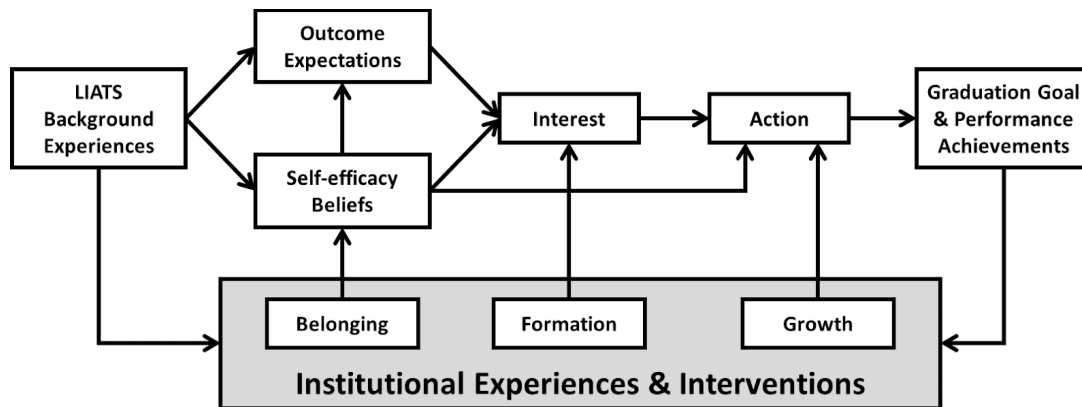 Outcome
Expectations
LIATS
Background
Experiences
Interest
Action
Graduation Goal
& Performance
Achievements
Self-efficacy
Beliefs
Belonging
Formation
Growth
Institutional Experiences & Interventions